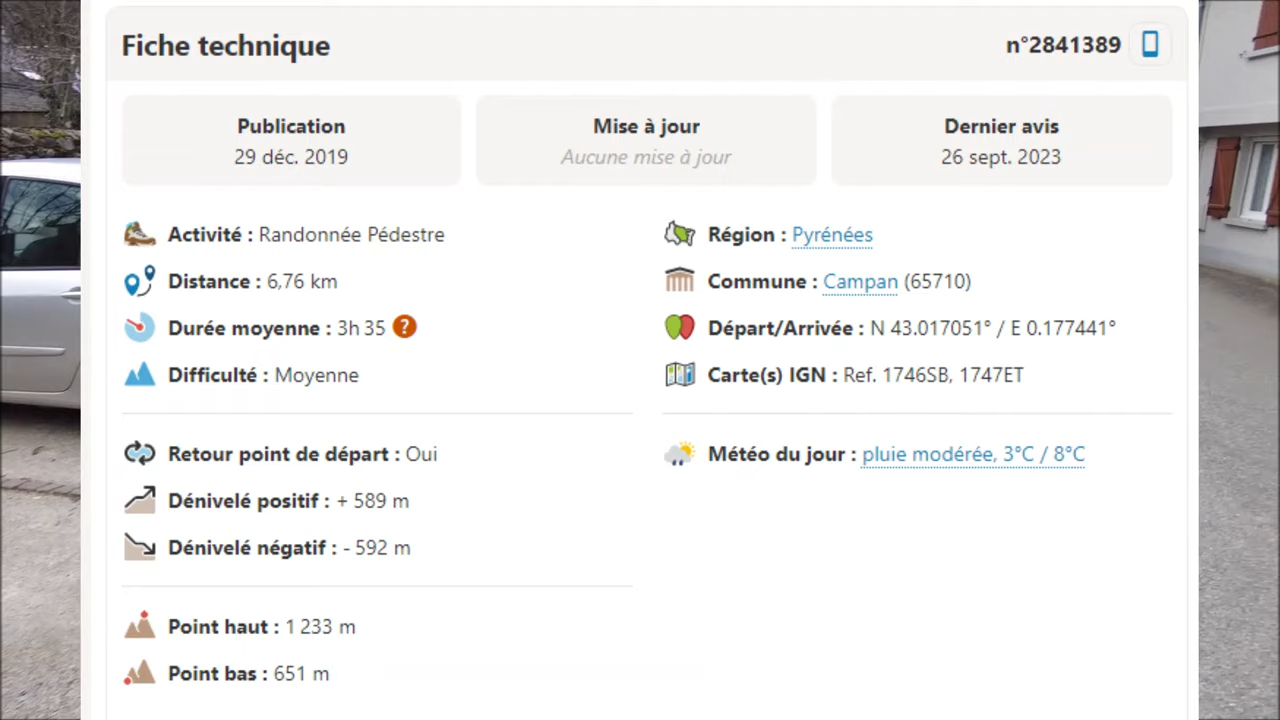 Fiche technique
n°2841389
Publication
29 déc. 2019
Mise à jour
Aucune mise à jour
Dernier avis
26 sept. 2023
Activité : Randonnée Pédestre
Distance : 6,76 km
Durée moyenne : 3h 35 ?
Difficulté : Moyenne
Retour point de départ : Oui
Dénivelé positif : + 589 m
Dénivelé négatif : - 592 m
Point haut : 1 233 m
Point bas : 651 m
Région : Pyrénées
Commune : Campan (65710)
Départ/Arrivée : N 43.017051° / E 0.177441°
Carte(s) IGN : Ref. 1746SB, 1747ET
Météo du jour : pluie modérée, 3°C / 8°C